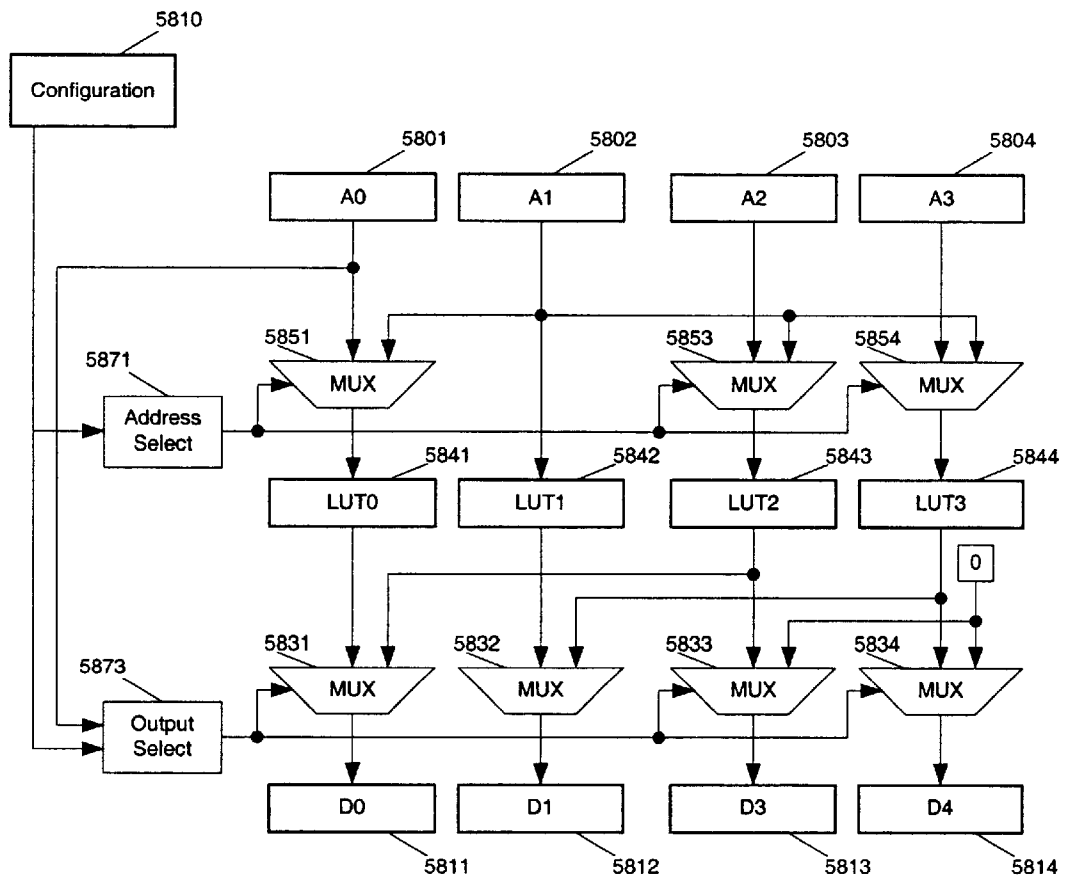 5810
Configuration
5801
5802
5803
5804
A0
A1
A2
A3
5851
5853
5854
5871
MUX
MUX
MUX
Address
Select
5841
5842
5843
5844
LUT0
LUT1
LUT2
LUT3
0
5831
5832
5833
5834
5873
MUX
MUX
MUX
MUX
Output
Select
D0
D1
D3
D4
5811
5812
5813
5814